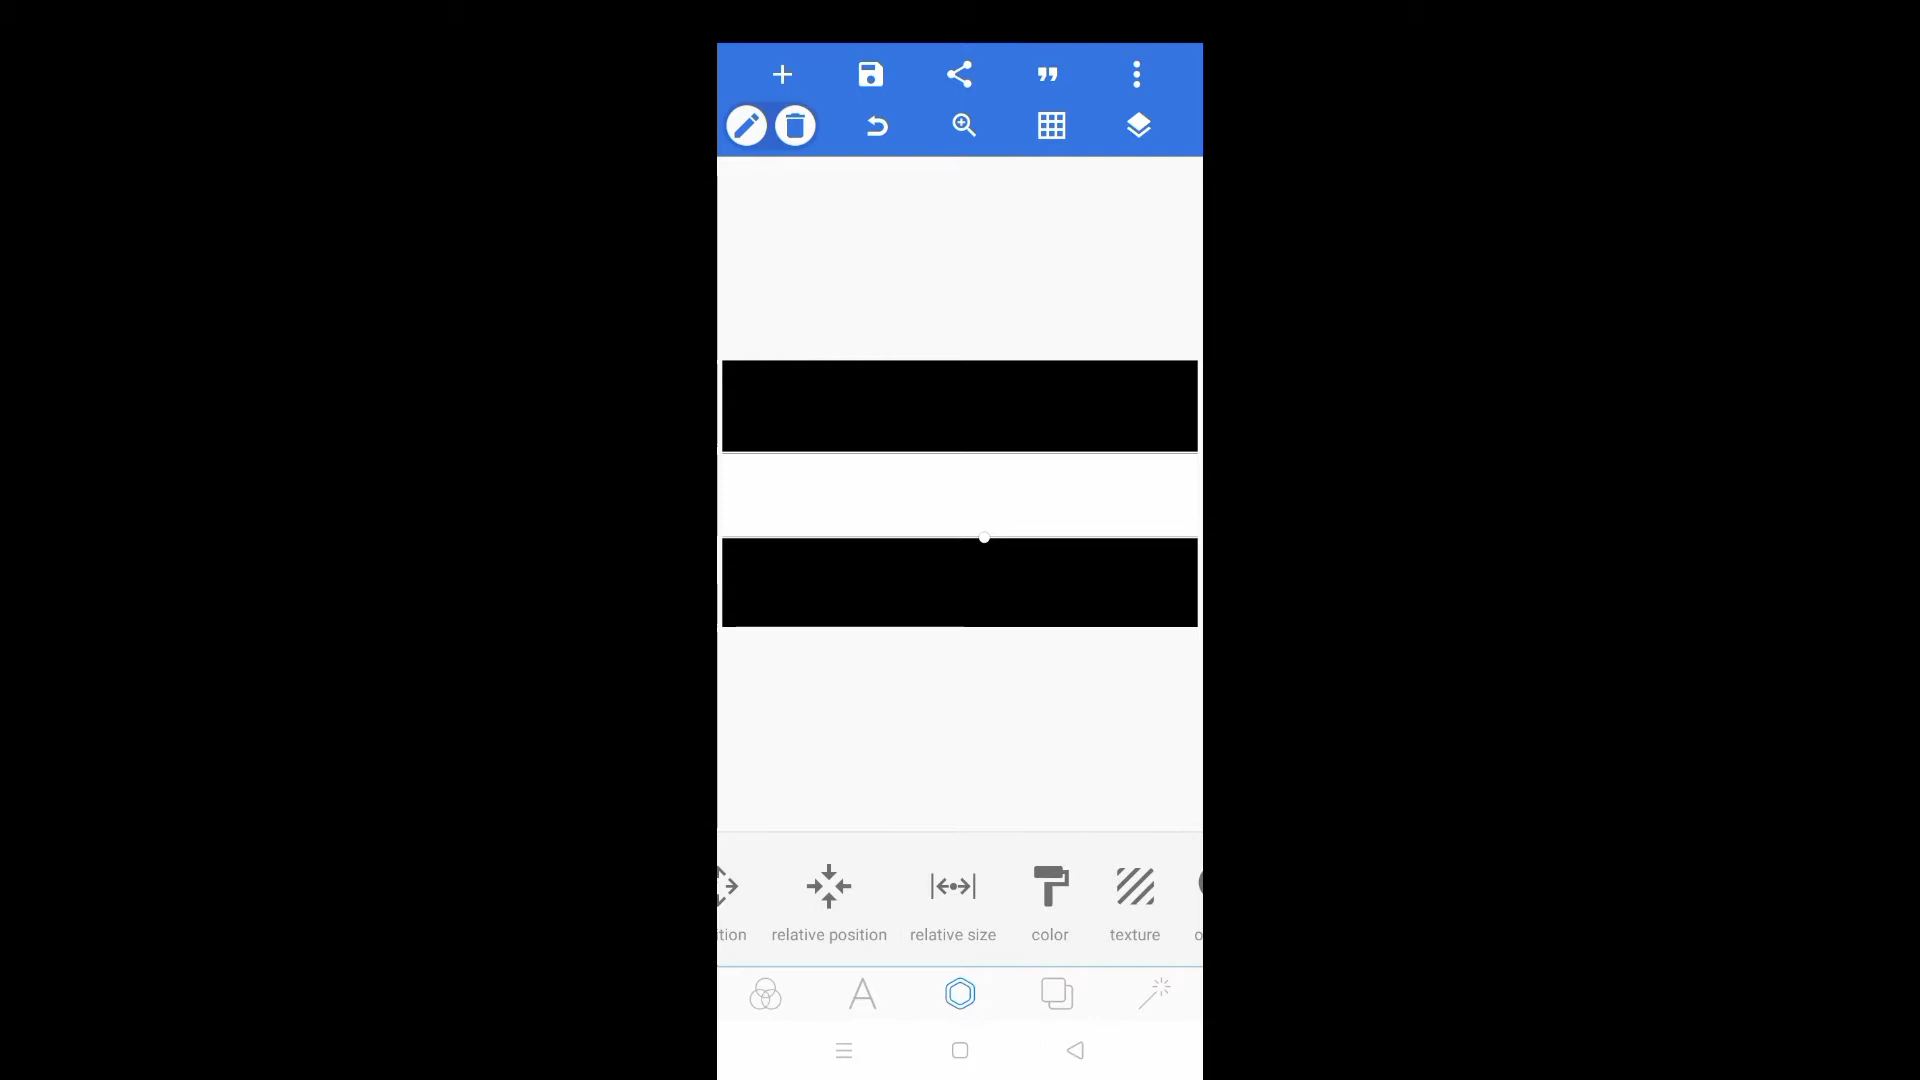 tion
relative position
relative size
color
texture
o